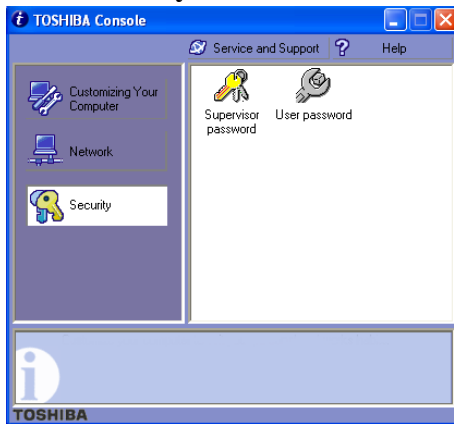 TOSHIBA Console
Service and Support ? Help
Customizing Your
Computer
Network
Security
Supervisor
password
User password
i
TOSHIBA